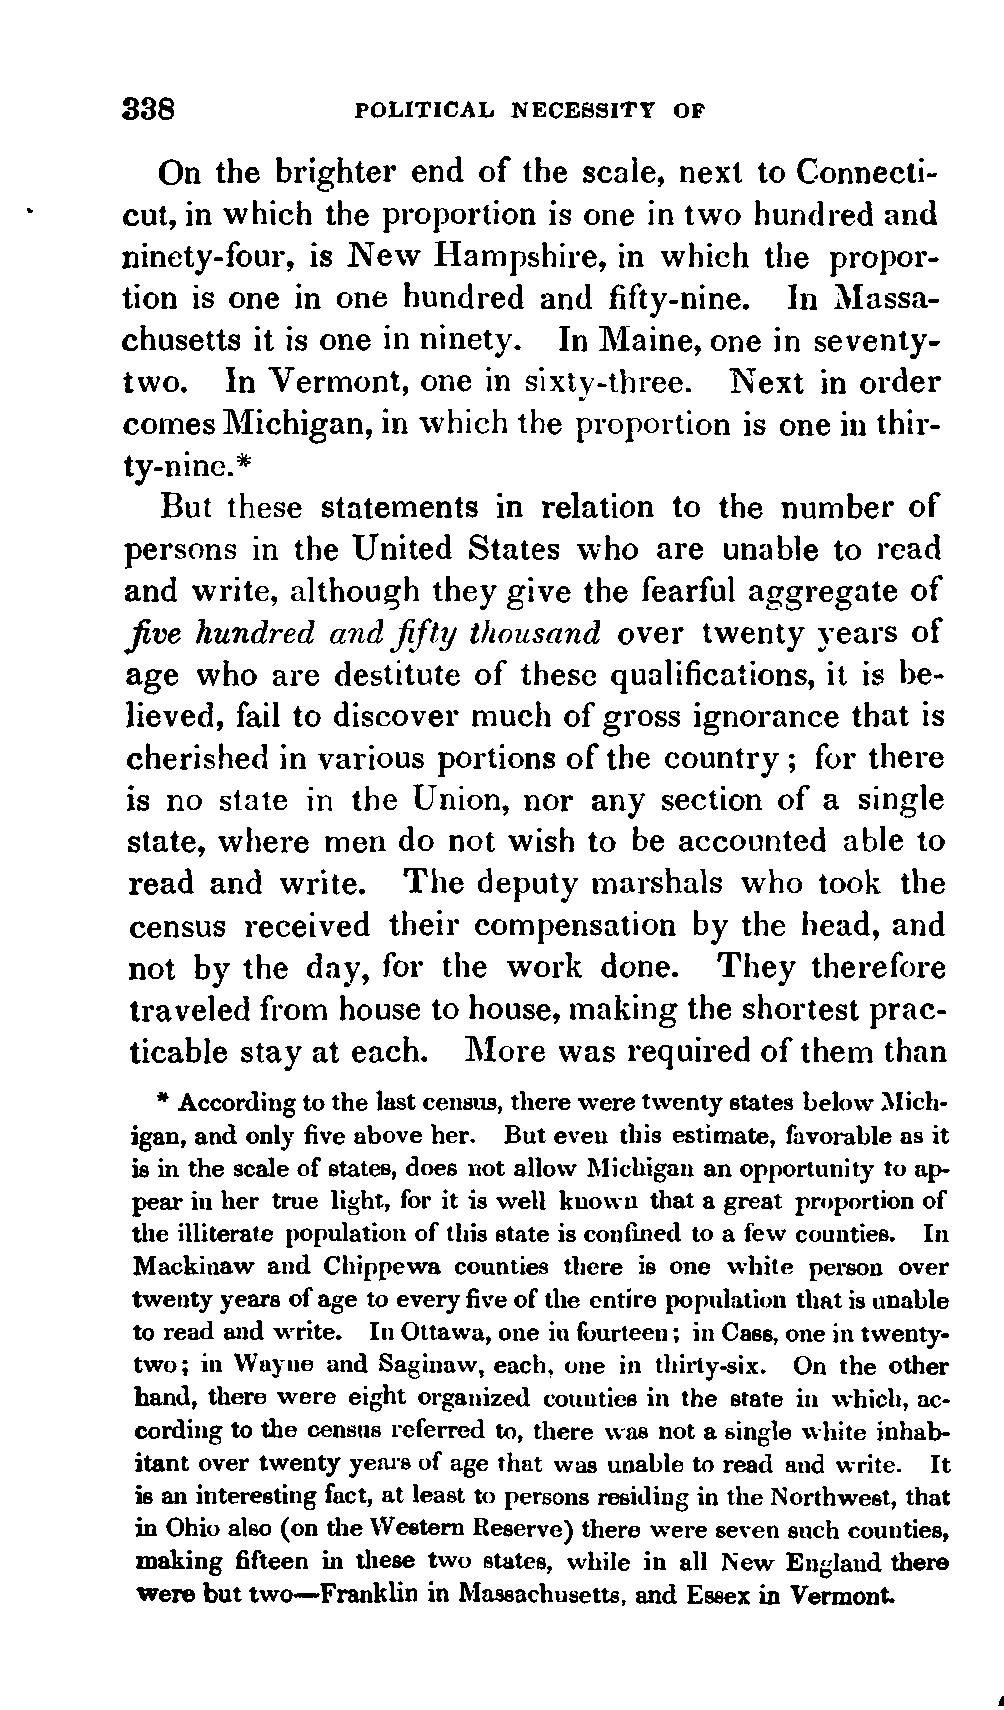 338 POLITICAL NECESSITY OF
On the brighter end of the scale, next to Connecti-
cut, in which the proportion is one in two hundred and
ninety-four, is New Hampshire, in which the propor-
tion is one in one hundred and fifty-nine. In Massa-
chusetts it is one in ninety. In Maine, one in seventy-
two. In Vermont, one in sixty-three. Next in order
comes Michigan, in which the proportion is one in thir-
ty-nine.*
But these statements in relation to the number of
persons in the United States who are unable to read
and write, although they give the fearful aggregate of
five hundred and fifty thousand over twenty years of
age who are destitute of these qualifications, it is be-
lieved, fail to discover much of gross ignorance that is
cherished in various portions of the country; for there
is no state in the Union, nor any section of a single
state, where men do not wish to be accounted able to
read and write. The deputy marshals who took the
census received their compensation by the head, and
not by the day, for the work done. They therefore
traveled from house to house, making the shortest prac-
ticable stay at each. More was required of them than
* According to the last census, there were twenty states below Mich-
igan, and only five above her. But even this estimate, favorable as it
is in the scale of states, does not allow Michigan an opportunity to ap-
pear in her true light, for it is well known that a great proportion of
the illiterate population of this state is confined to a few counties. In
Mackinaw and Chippewa counties there is one white person over
twenty years of age to every five of the entire population that is unable
to read and write. In Ottawa, one in fourteen; in Cass, one in twenty-
two; in Wayne and Saginaw, each, one in thirty-six. On the other
hand, there were eight organized counties in the state in which, ac-
cording to the census referred to, there was not a single white inhab-
itant over twenty years of age that was unable to read and write. It
is an interesting fact, at least to persons residing in the Northwest, that
in Ohio also (on the Western Reserve) there were seven such counties,
making fifteen in these two states, while in all New England there
were but two—Franklin in Massachusetts, and Essex in Vermont.